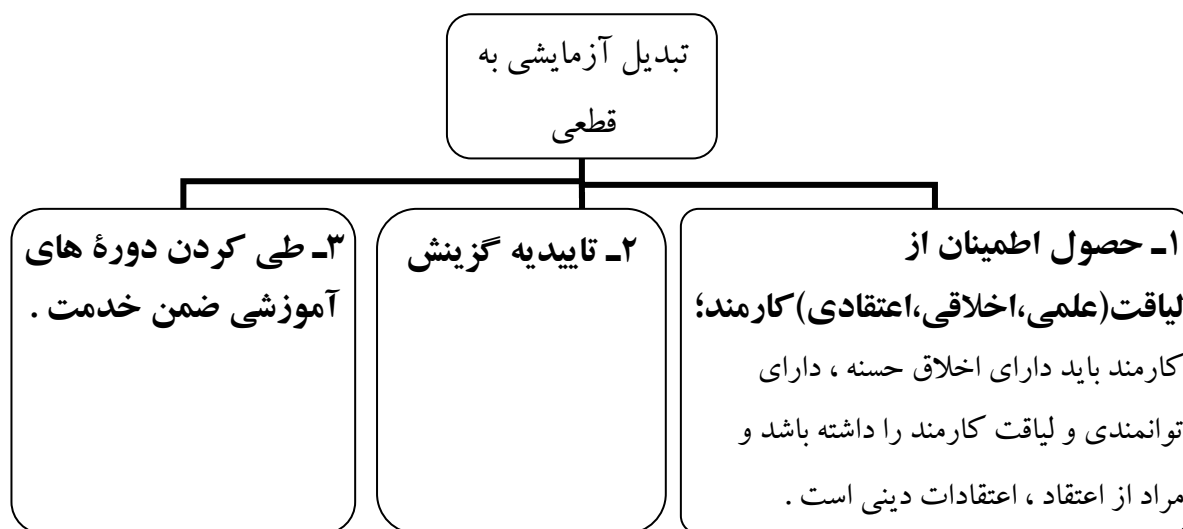 تبدیل آزمایشی به
قطعی
۱ـ حصول اطمینان از
لیاقت(علمی،اخلاقی،اعتقادی)کارمند؛
کارمند باید دارای اخلاق حسنه ، دارای
توانمندی و لیاقت کارمند را داشته باشد و
مراد از اعتقاد ، اعتقادات دینی است .
۲ـ تاییدیه گزینش
۳ـ طی کردن دورۀ های
آموزشی ضمن خدمت .